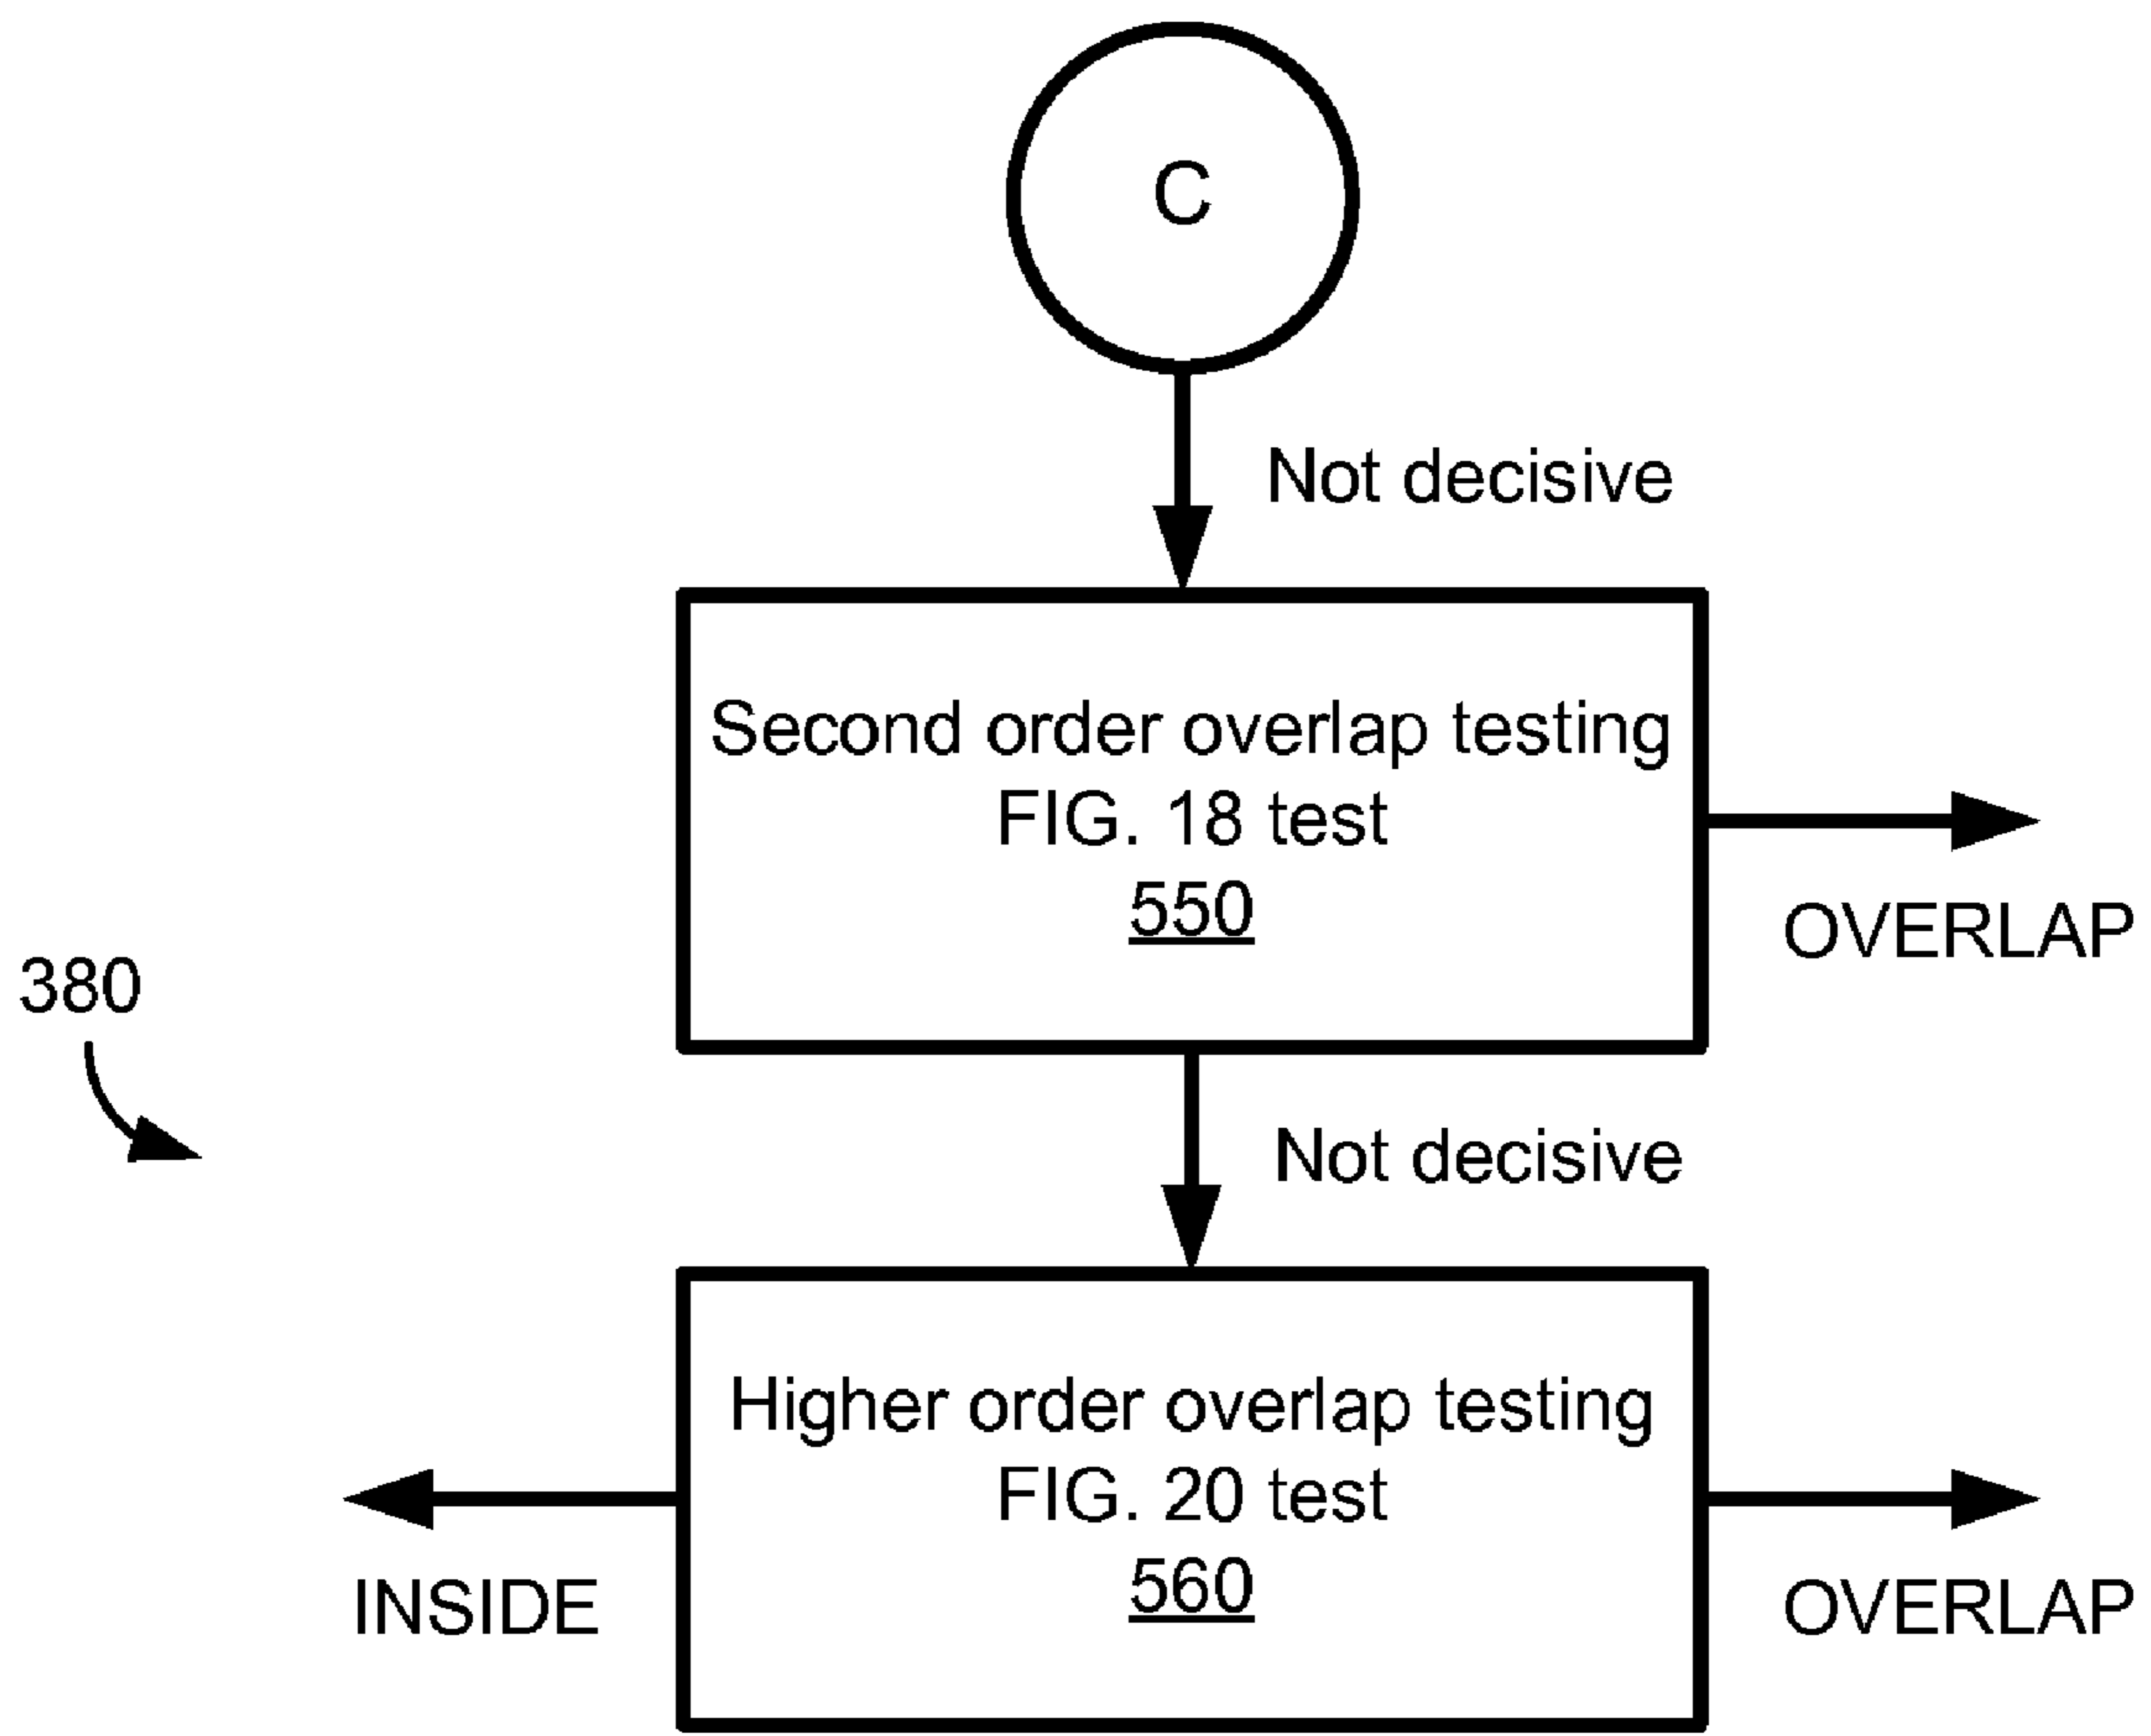 C
Not decisive
Second order overlap testing
FIG. 18 test
550
OVERLAP
380
Not decisive
Higher order overlap testing
FIG. 20 test
560
INSIDE
OVERLAP